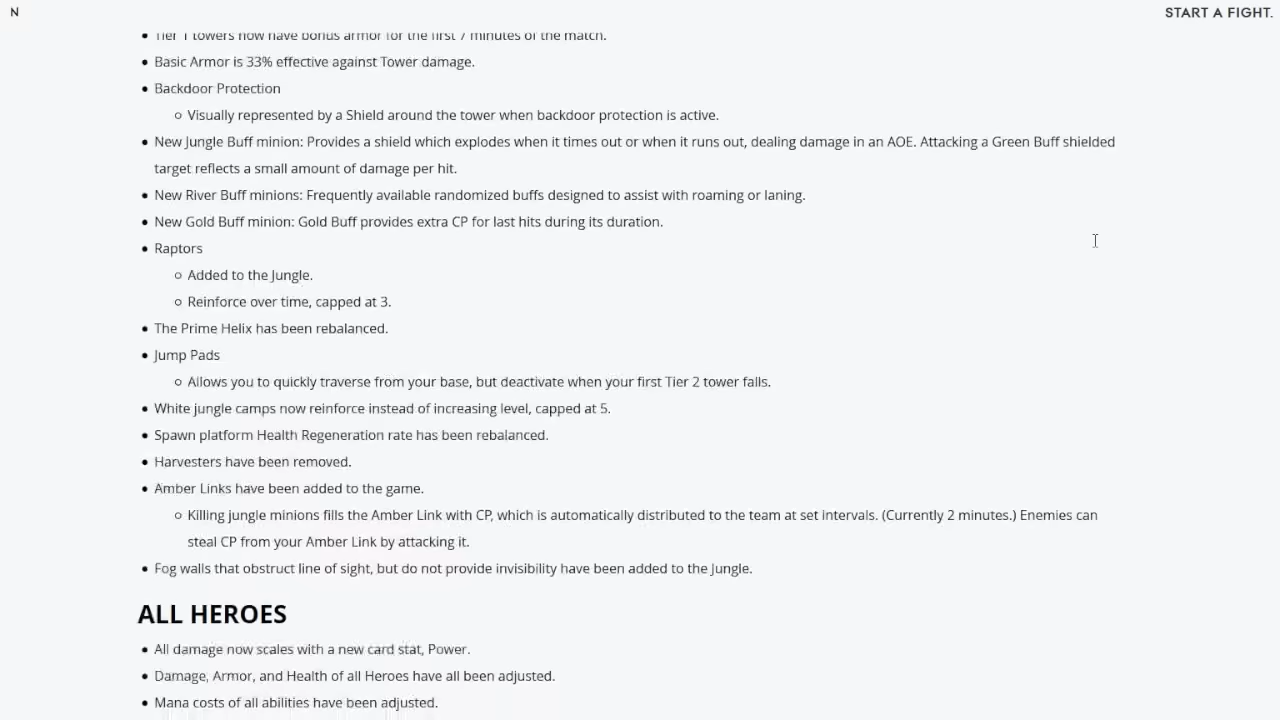 N
START A FIGHT.
Tier 1 towers now have bonus armor for the first 7 minutes of the match.
Basic Armor is 33% effective against Tower damage.
Backdoor Protection
Visually represented by a Shield around the tower when backdoor protection is active.
New Jungle Buff minion: Provides a shield which explodes when it times out or when it runs out, dealing damage in an AOE. Attacking a Green Buff shielded
target reflects a small amount of damage per hit.
New River Buff minions: Frequently available randomized buffs designed to assist with roaming or laning.
New Gold Buff minion: Gold Buff provides extra CP for last hits during its duration.
Raptors
Added to the Jungle.
Reinforce over time, capped at 3.
The Prime Helix has been rebalanced.
Jump Pads
Allows you to quickly traverse from your base, but deactivate when your first Tier 2 tower falls.
White jungle camps now reinforce instead of increasing level, capped at 5.
Spawn platform Health Regeneration rate has been rebalanced.
Harvesters have been removed.
Amber Links have been added to the game.
Killing jungle minions fills the Amber Link with CP, which is automatically distributed to the team at set intervals. (Currently 2 minutes.) Enemies can
steal CP from your Amber Link by attacking it.
Fog walls that obstruct line of sight, but do not provide invisibility have been added to the Jungle.
ALL HEROES
All damage now scales with a new card stat, Power.
Damage, Armor, and Health of all Heroes have all been adjusted.
Mana costs of all abilities have been adjusted.